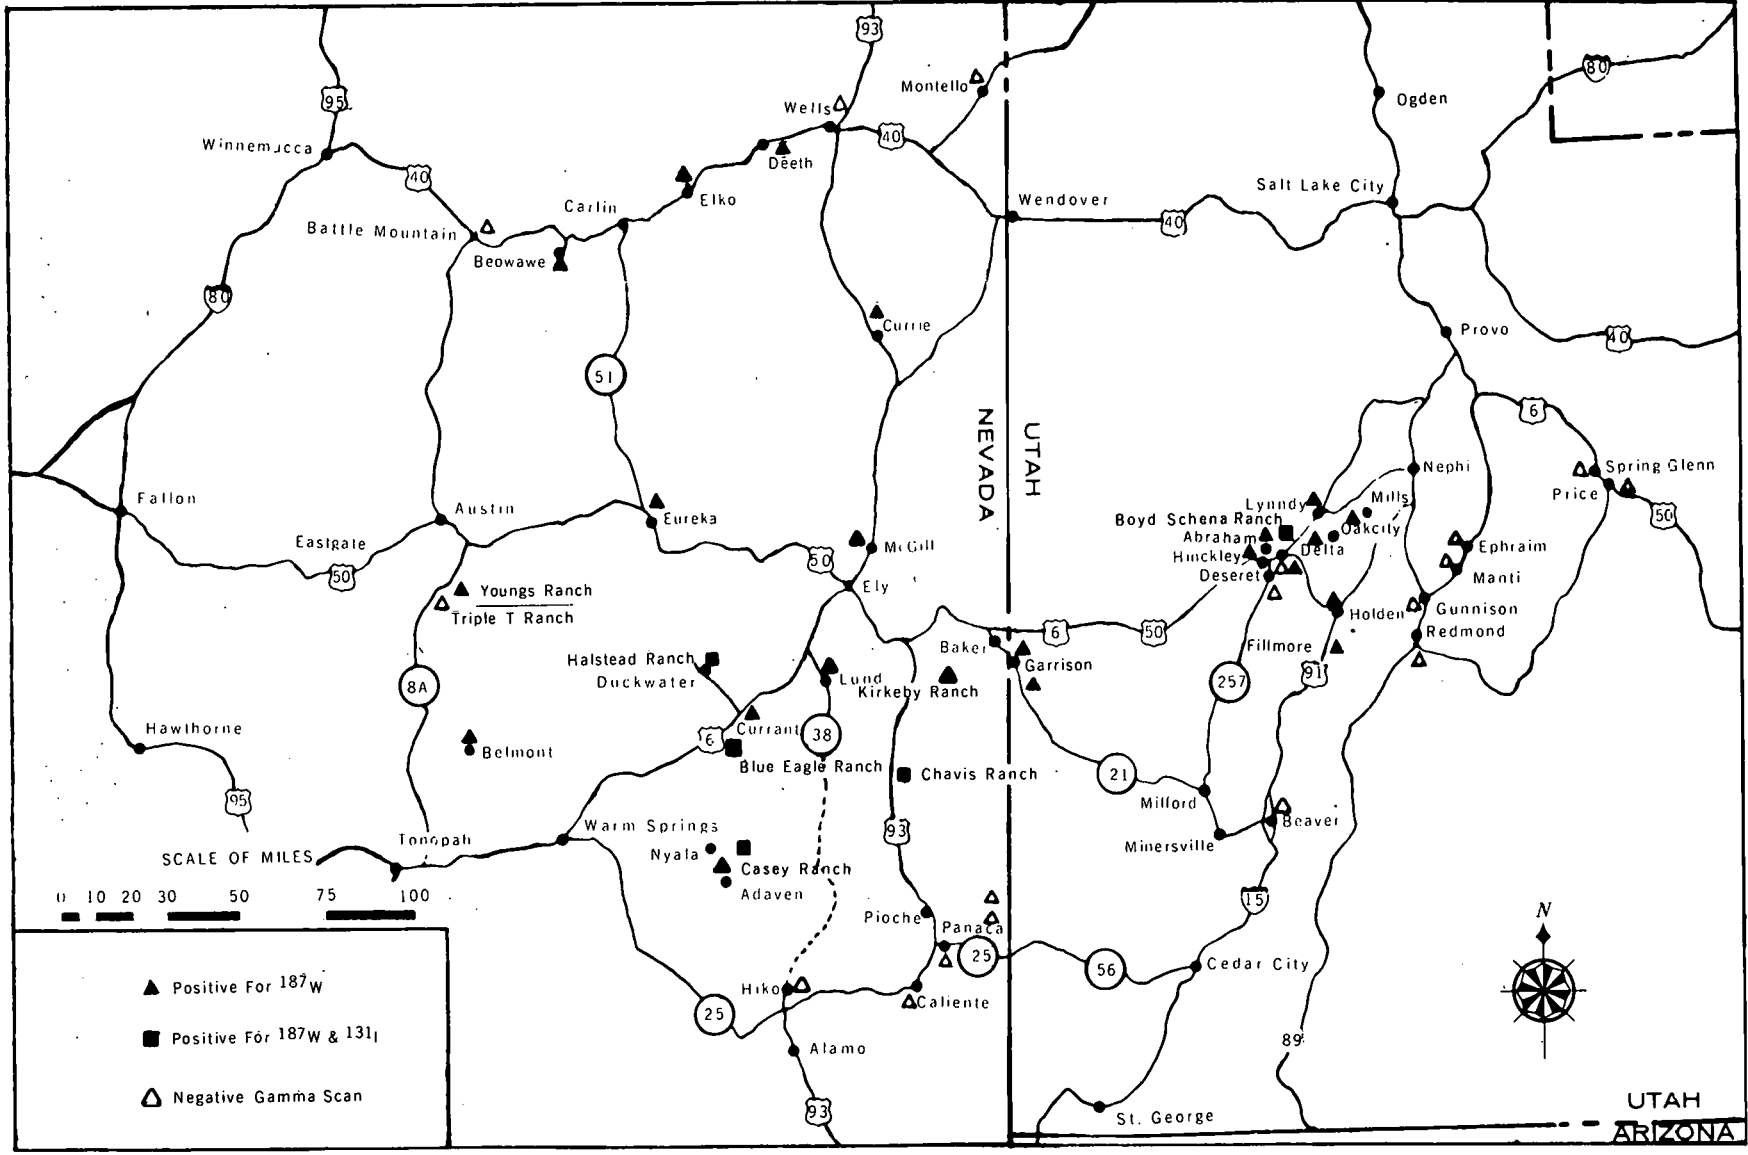 93
Montello
80
95
Ogden
Wells
40
Winnemucca
Deeth
40
Salt Lake City
Elko
Wendover
Carlin
40
Battle Mountain
Beowawe
80
Currie
Provo
40
51
6
NEVADA
UTAH
Nephi
Spring Glenn
Price
Fallon
Austin
Lynndy
Mills
50
Eureka
Boyd Schena Ranch
Oakcity
Eastgate
Abraham
McGill
Delta
Ephraim
50
50
Hinckley
Deseret
Manti
Ely
Youngs Ranch
Triple T Ranch
Holden
Gunnison
Redmond
6
50
Baker
Fillmore
Halstead Ranch
Garrison
Duckwater
Lund
Kirkeby Ranch
8A
257
91
Hawthorne
Currant
38
6
Belmont
Blue Eagle Ranch
Chavis Ranch
21
95
Milford
Beaver
Warm Springs
93
Tonopah
Minersville
SCALE OF MILES
Nyala
Casey Ranch
Adaven
0 10 20 30 50 75 100
15
Pioche
Panaca
N
25
56
Cedar City
Hiko
Caliente
25
Positive For 187W
Positive For 187W & 131I
Negative Gamma Scan
89
Alamo
93
St. George
UTAH
ARIZONA